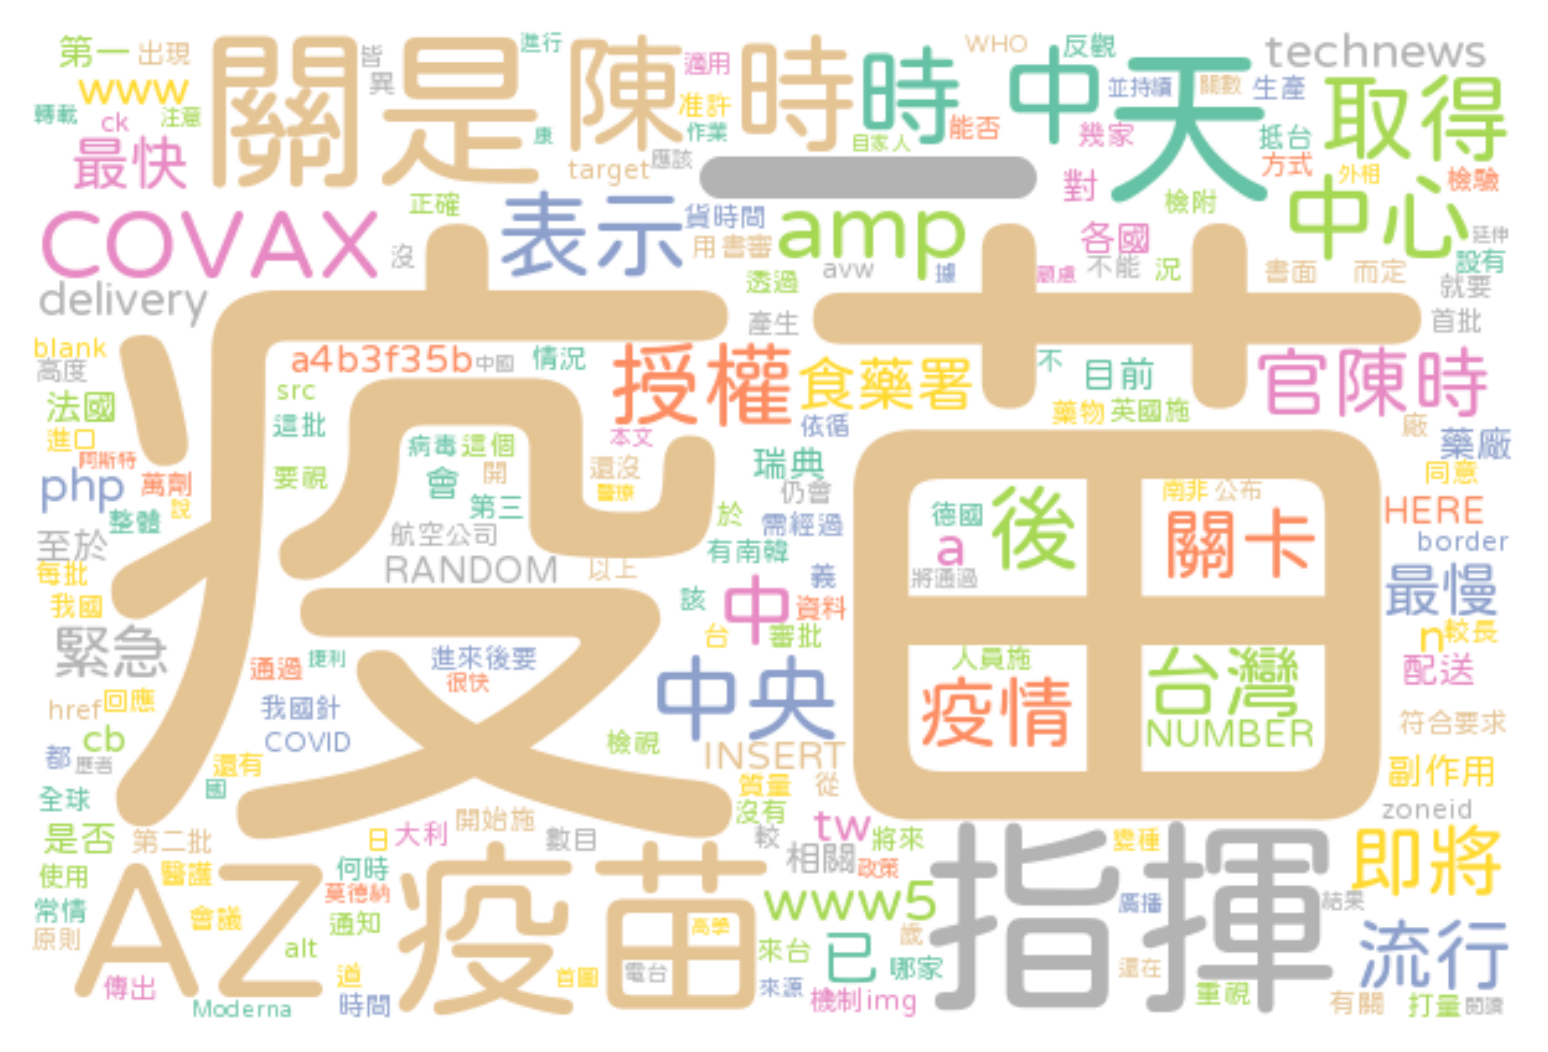 第一 出現 關是 皆 進行 陳時 適用 WHO 反觀 technews
www 異 准許 時中 並持續 天 關數 生產 取得
轉載 ck 注意 最快 康 作業 自家人 能否 幾家 抵台
target 應該 一 對 方式 外相 檢驗
COVAX 正確 表示 貨時間 amp 各國 檢附 中心
沒 用 書審 不能 況 延伸
delivery 透過 avw 據 顧慮 書面 而定 設有 就要
產生 首批
blank a4b3f35b 中國 情況 授權 食藥署 不 目前 官陳時
高度 src
法國 這批 本文 依循 藥物 英國施 廠 藥廠
進口 病毒 這個
阿斯特 疫苗 還沒 瑞典 同意
php 萬劑 要視 會 開 醫療 仍會 南非 公布
說 第三 於 需經過 德國 後 關卡 HERE
至於 整體 航空公司 有南韓 a border
每批 RANDOM 以上 義 將通過 最慢
我國 該 中 資料
緊急 台 審批 n 較長
通過 捷利 進來後要 人員施 台灣 配送
很快 中央 疫情
href 回應 我國針 NUMBER 符合要求
cb COVID 檢視 INSERT
都 歷者 還有 質量 從 副作用
全球 國 沒有 zoneid
是否 第二批 日 大利 開始施 數目 較 tw 將來 變種 即將
相關 政策 指揮
使用 AZ 醫護 何時 疫苗
莫德納 www5 廣播 結果
常情 會議 通知 高學 歲 流行
原則 alt 已 哪家
傳出 道 首圖 電台 來台 還在
Moderna 時間 來源 機制 img 重視 有關 打量 閱讀